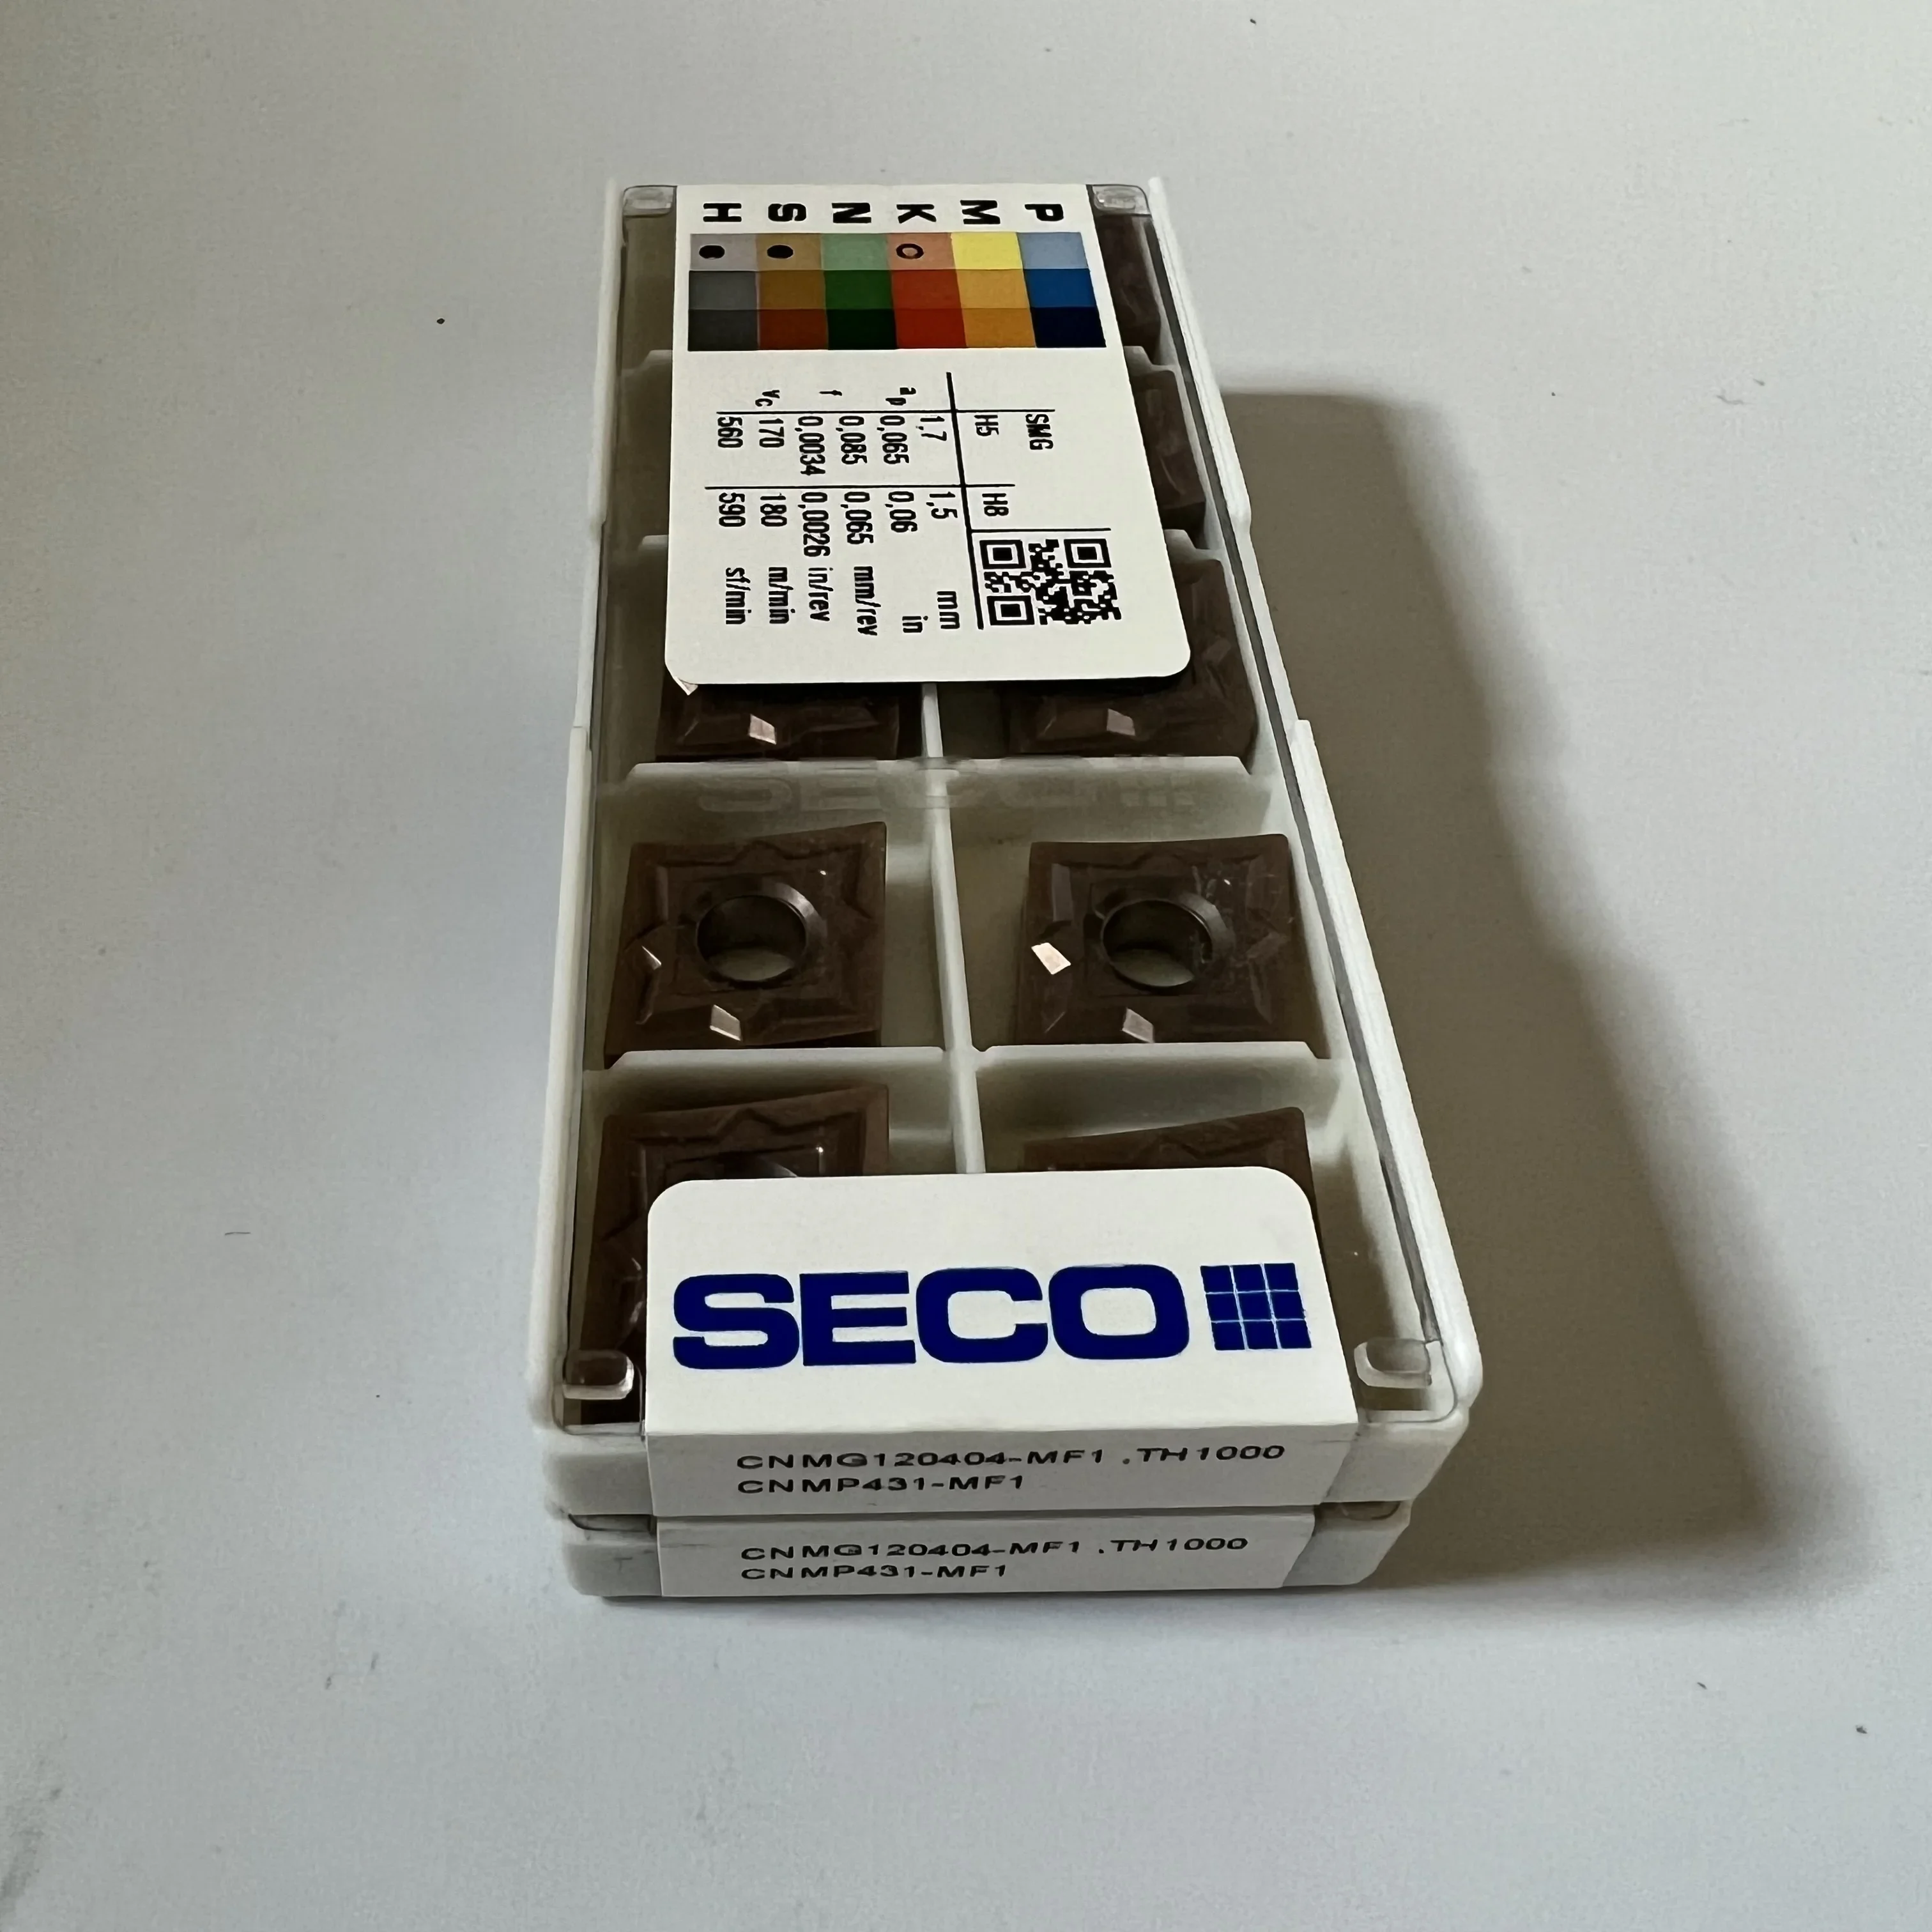 P
M
K
N
S
H
SMG
H5 H8
1,7 1,5 mm
ap 0,065 0,06 in
f 0,085 0,065 mm/rev
0,0034 0,0026 in/rev
vc 170 180 m/min
560 590 sf/min
SECO
SECO
CNMG120404-MF1 ,TH1000
CNMP431-MF1
CNMG120404-MF1 ,TH1000
CNMP431-MF1